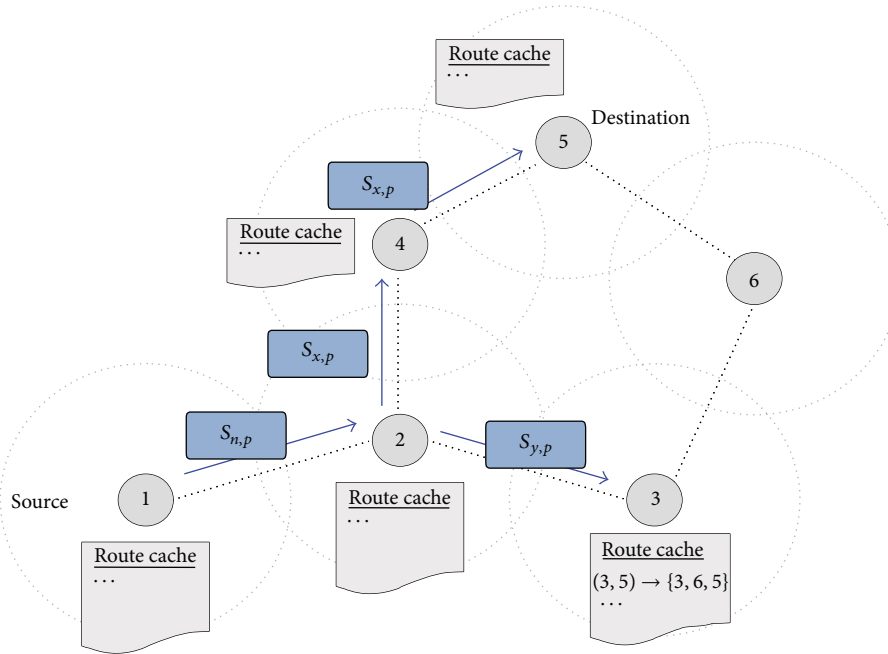 Route cache
...
Destination
5
S_{x,p}
Route cache
...
4
6
S_{x,p}
S_{n,p}
2
S_{y,p}
Source
1
3
Route cache
...
Route cache
...
Route cache
(3, 5) → {3, 6, 5}
...